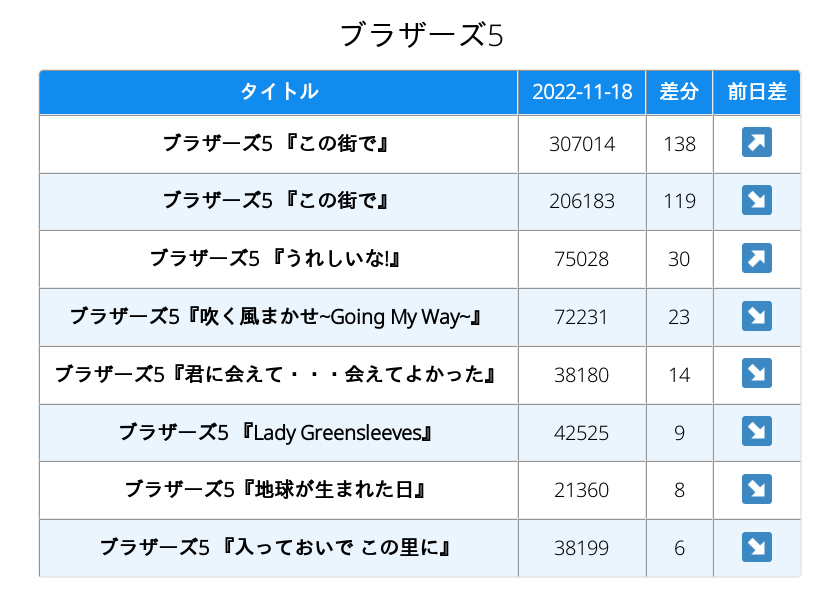 ブラザーズ5
タイトル 2022-11-18 差分 前日差
ブラザーズ5 『この街で』 307014 138 ↗
ブラザーズ5 『この街で』 206183 119 ↘
ブラザーズ5 『うれしいな!』 75028 30 ↗
ブラザーズ5『吹く風まかせ~Going My Way~』 72231 23 ↘
ブラザーズ5『君に会えて・・・会えてよかった』 38180 14 ↘
ブラザーズ5 『Lady Greensleeves』 42525 9 ↘
ブラザーズ5『地球が生まれた日』 21360 8 ↘
ブラザーズ5 『入っておいで この里に』 38199 6 ↘